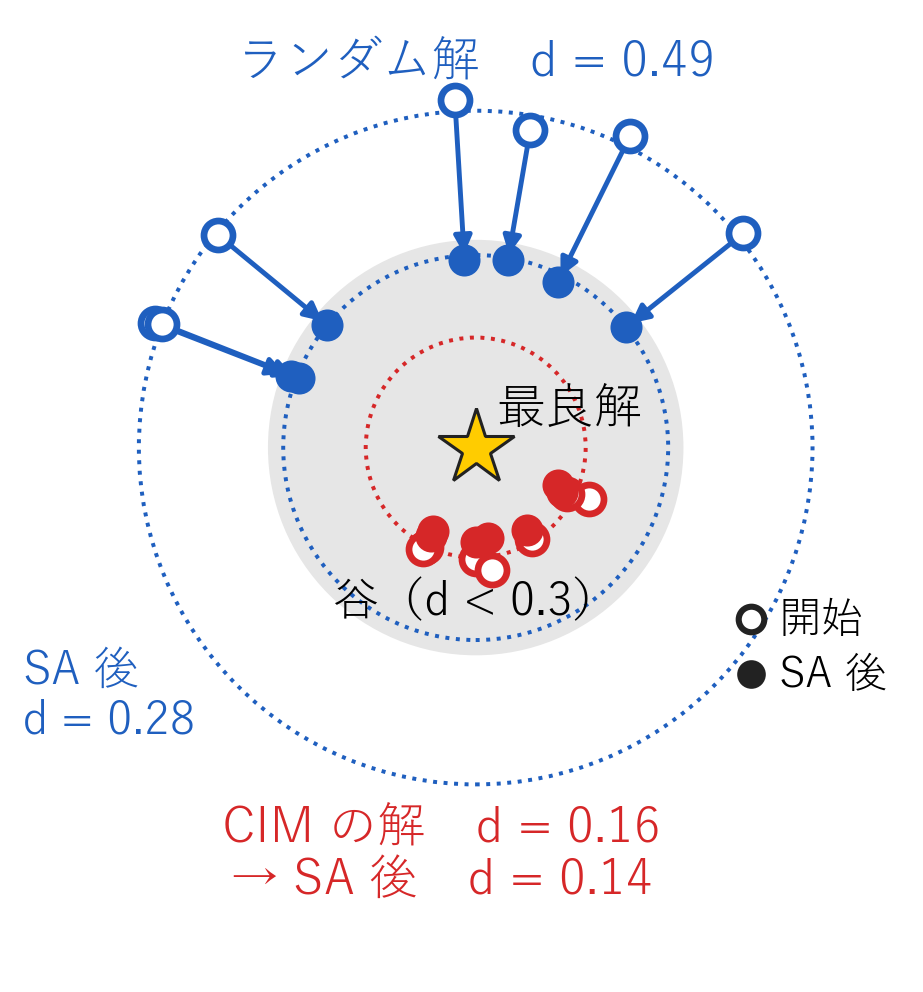 ランダム解　d = 0.49
最良解
谷（d < 0.3）
開始
SA 後
SA 後
d = 0.28
CIM の解　d = 0.16
→ SA 後　d = 0.14